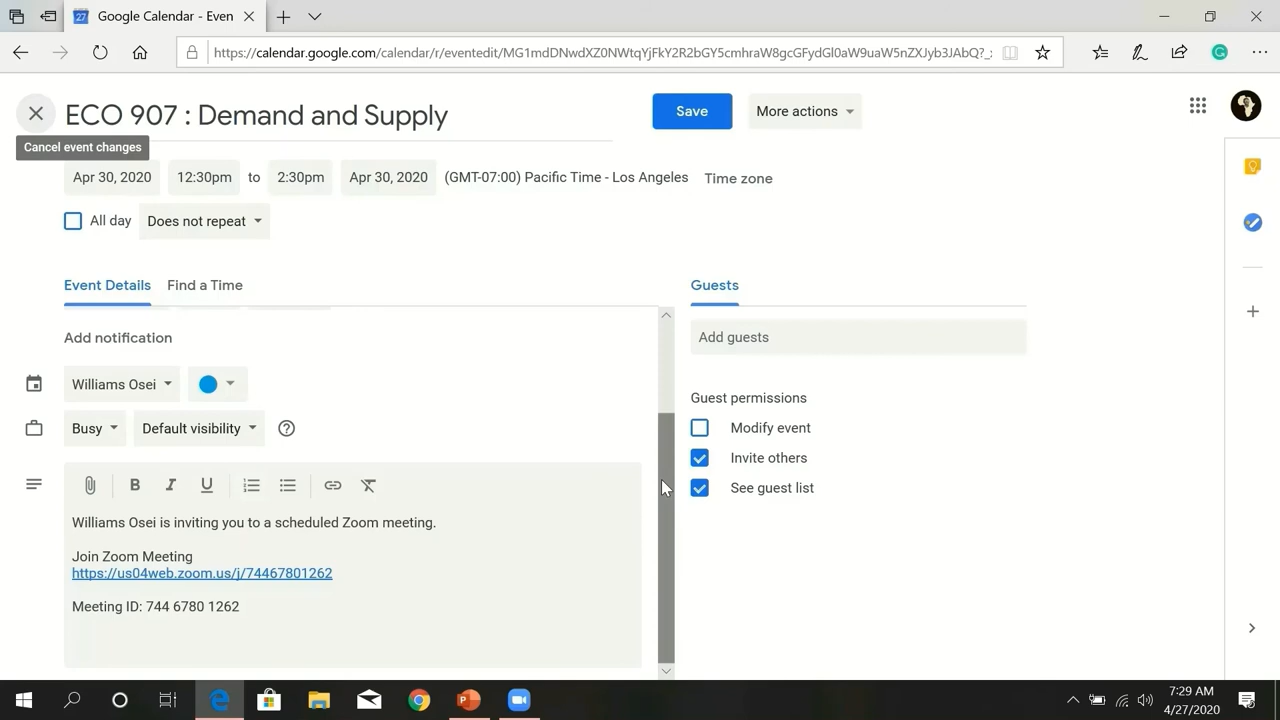 Google Calendar - Even
https://calendar.google.com/calendar/r/eventedit/MG1mdDNwdXZ0NWtqYjFkY2R2bGY5cmhraW8gcGFydGl0aW9uaW5nZXJyb3JAbQ?_:
ECO 907 : Demand and Supply
Save
More actions
Cancel event changes
Apr 30, 2020 12:30pm to 2:30pm Apr 30, 2020 (GMT-07:00) Pacific Time - Los Angeles Time zone
All day Does not repeat
Event Details Find a Time
Guests
Add notification
Add guests
Williams Osei
Guest permissions
Busy Default visibility
Modify event
Invite others
See guest list
B I U
Williams Osei is inviting you to a scheduled Zoom meeting.
Join Zoom Meeting
https://us04web.zoom.us/j/74467801262
Meeting ID: 744 6780 1262
7:29 AM
4/27/2020